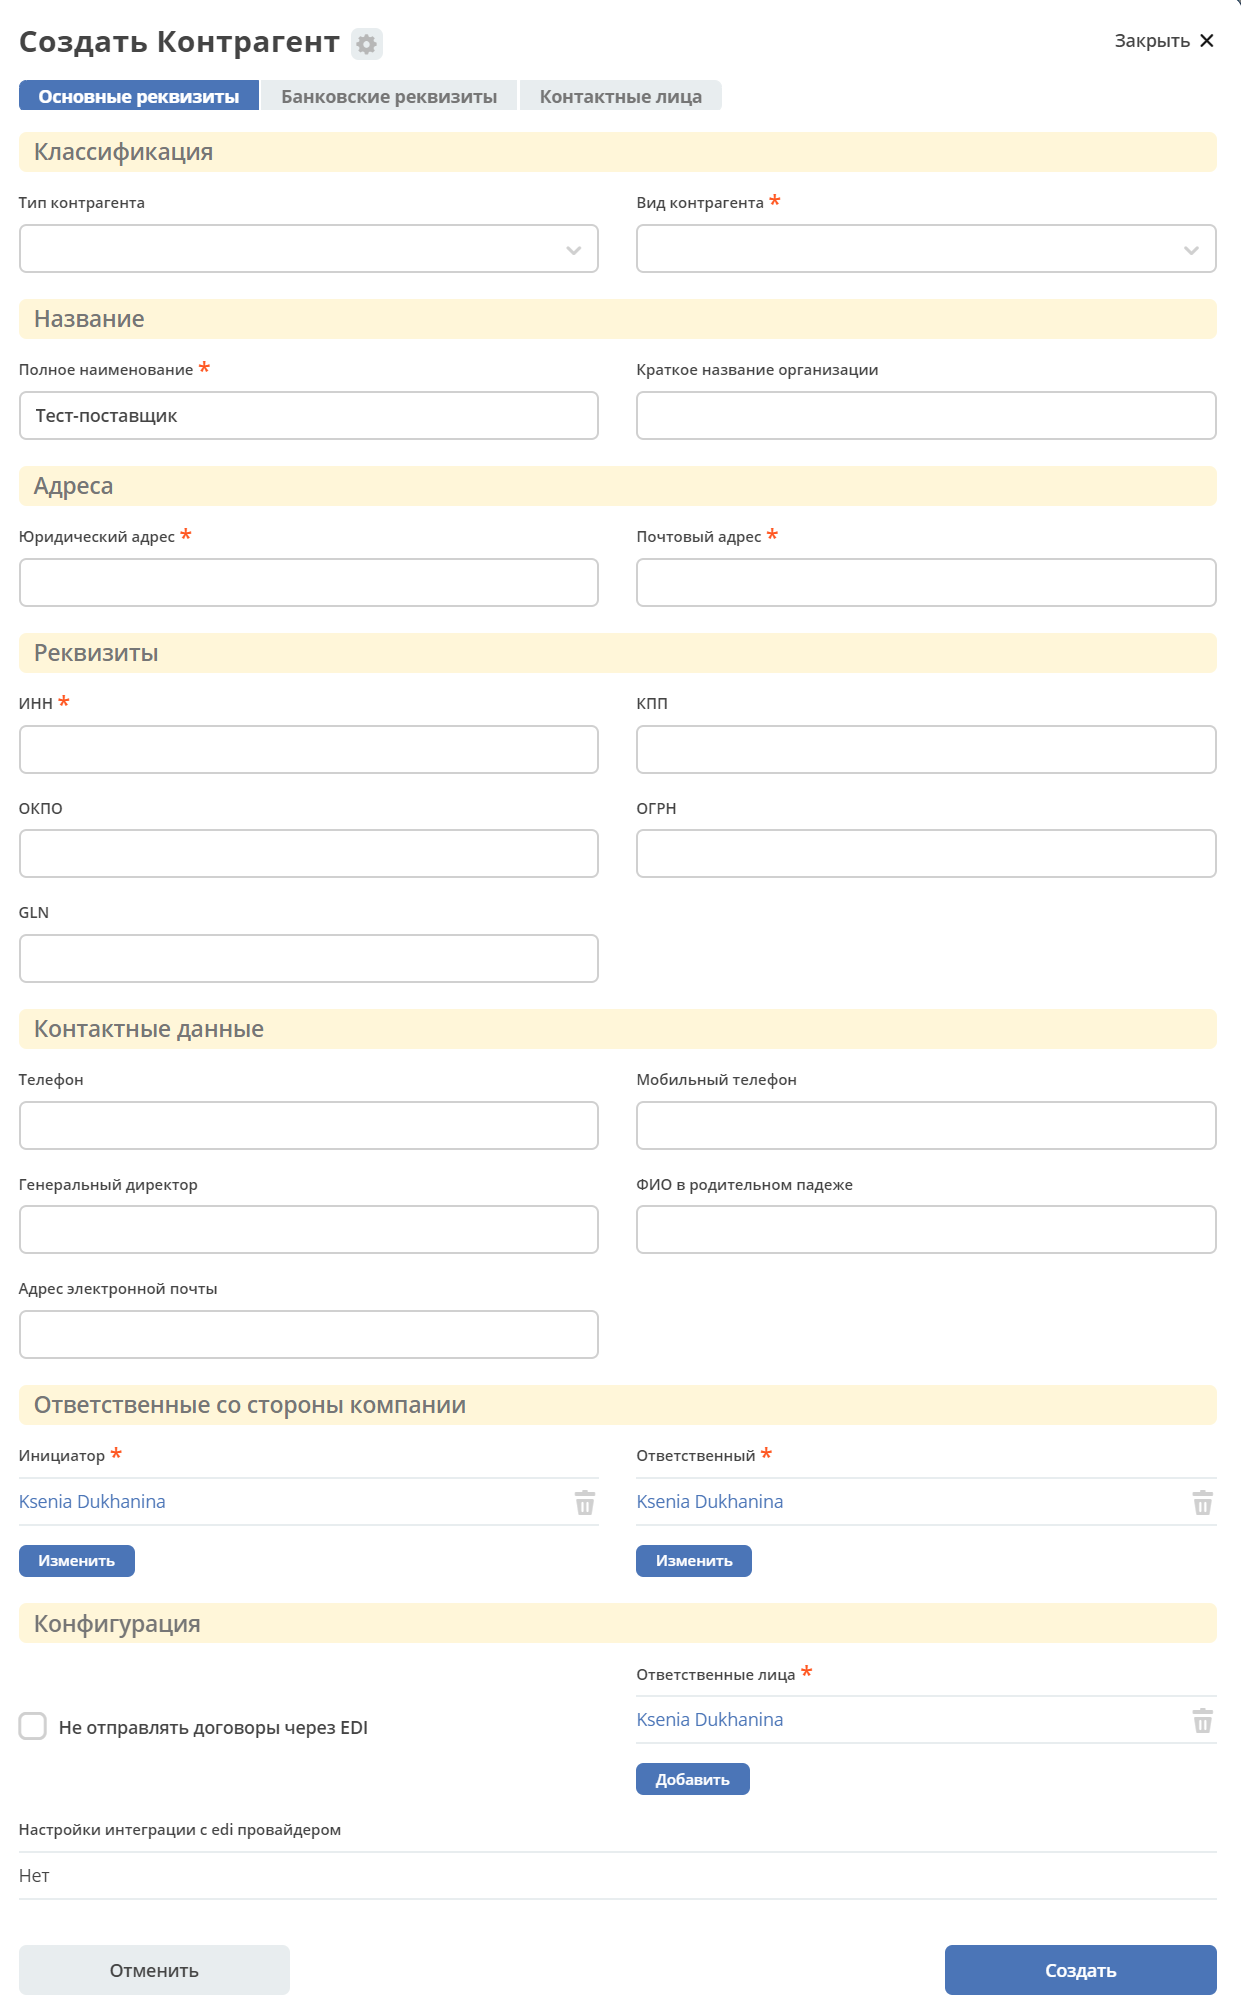 Создать Контрагент
Закрыть
Основные реквизиты
Банковские реквизиты
Контактные лица
Классификация
Тип контрагента
Вид контрагента *
Название
Полное наименование *
Краткое название организации
Тест-поставщик
Адреса
Юридический адрес *
Почтовый адрес *
Реквизиты
ИНН *
КПП
ОКПО
ОГРН
GLN
Контактные данные
Телефон
Мобильный телефон
Генеральный директор
ФИО в родительном падеже
Адрес электронной почты
Ответственные со стороны компании
Инициатор *
Ответственный *
Ksenia Dukhanina
Ksenia Dukhanina
Изменить
Изменить
Конфигурация
Ответственные лица *
Не отправлять договоры через EDI
Ksenia Dukhanina
Добавить
Настройки интеграции с edi провайдером
Нет
Отменить
Создать